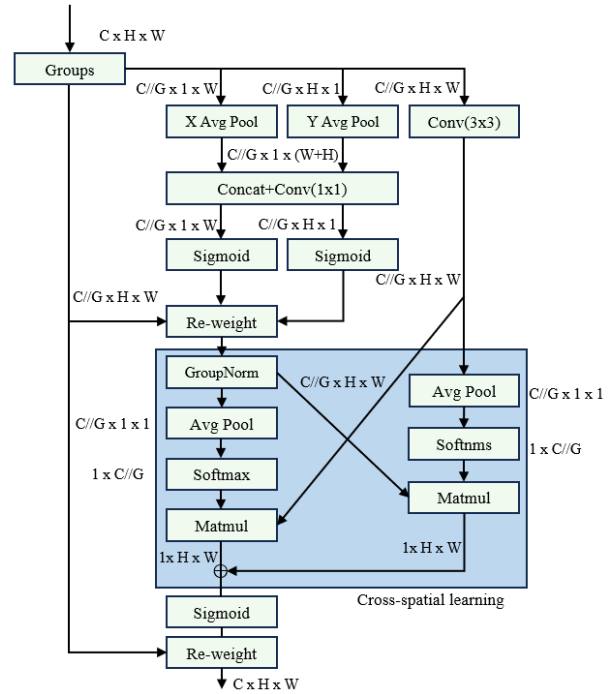 C x H x W
Groups
C//G x 1 x W
C//G x H x 1
C//G x H x W
X Avg Pool
Y Avg Pool
Conv(3x3)
C//G x 1 x (W+H)
Concat+Conv(1x1)
C//G x 1 x W
C//G x H x 1
Sigmoid
Sigmoid
C//G x H x W
C//G x H x W
Re-weight
GroupNorm
C//G x H x W
Avg Pool
C//G x 1 x 1
C//G x 1 x 1
Avg Pool
Softnms
1 x C//G
1 x C//G
Softmax
Matmul
Matmul
1x H x W
1x H x W
Cross-spatial learning
Sigmoid
Re-weight
C x H x W